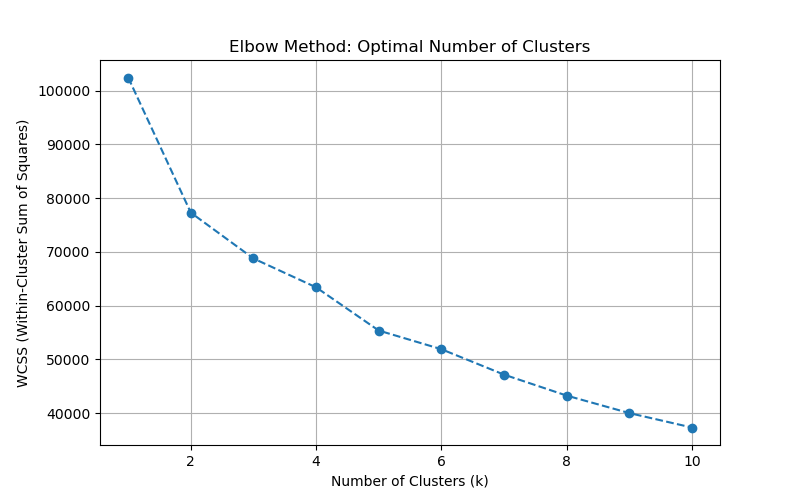 Elbow Method: Optimal Number of Clusters
WCSS (Within-Cluster Sum of Squares)
100000
90000
80000
70000
60000
50000
40000
2 4 6 8 10
Number of Clusters (k)